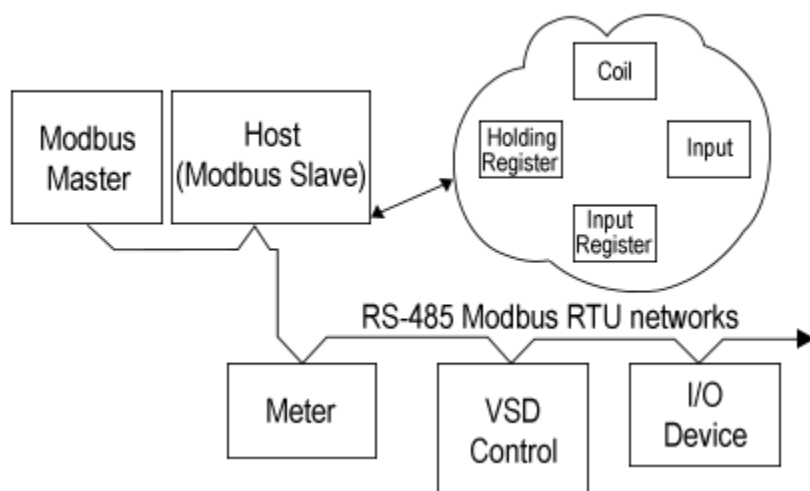 Coil
Modbus
Master
Host
(Modbus Slave)
Holding
Register
Input
Input
Register
RS-485 Modbus RTU networks
Meter
VSD
Control
I/O
Device